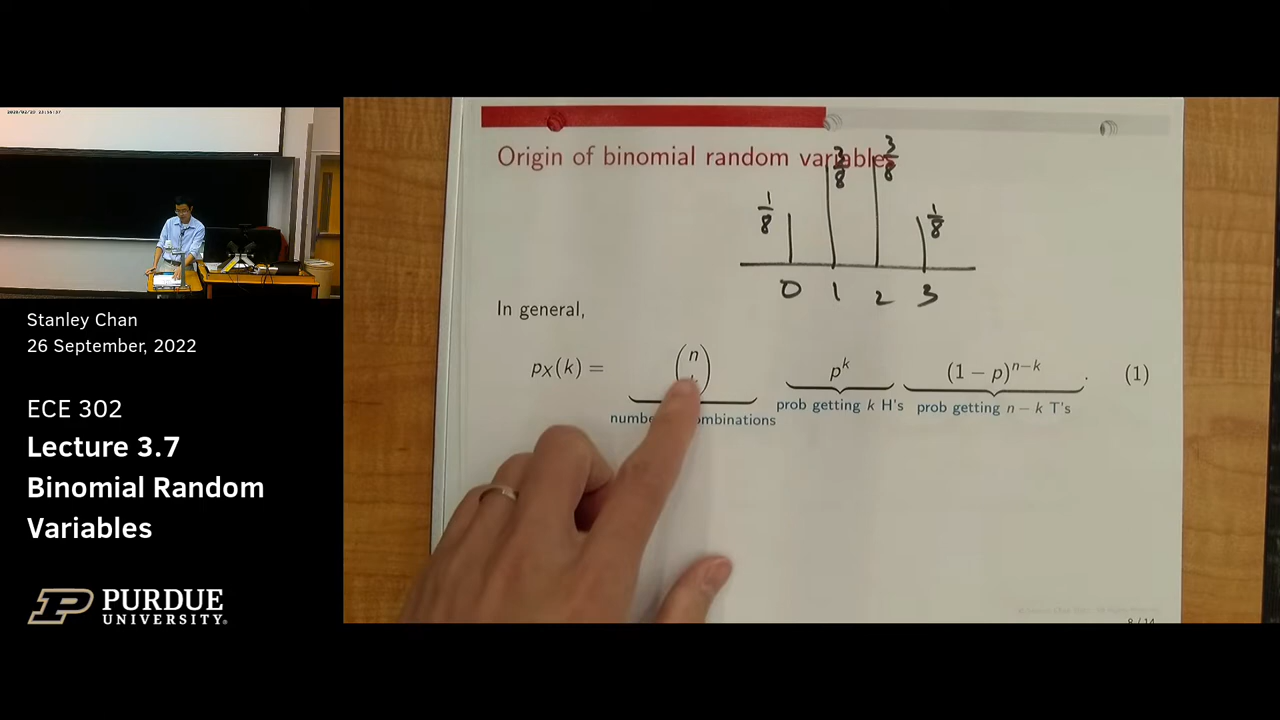 Stanley Chan
26 September, 2022
ECE 302
Lecture 3.7
Binomial Random
Variables
PURDUE
UNIVERSITY®
Origin of binomial random variables
1/8 3/8 3/8 1/8
0 1 2 3
In general,
pX(k) = (n p^k (1 − p)^{n−k}. (1)
prob getting k H's prob getting n − k T's